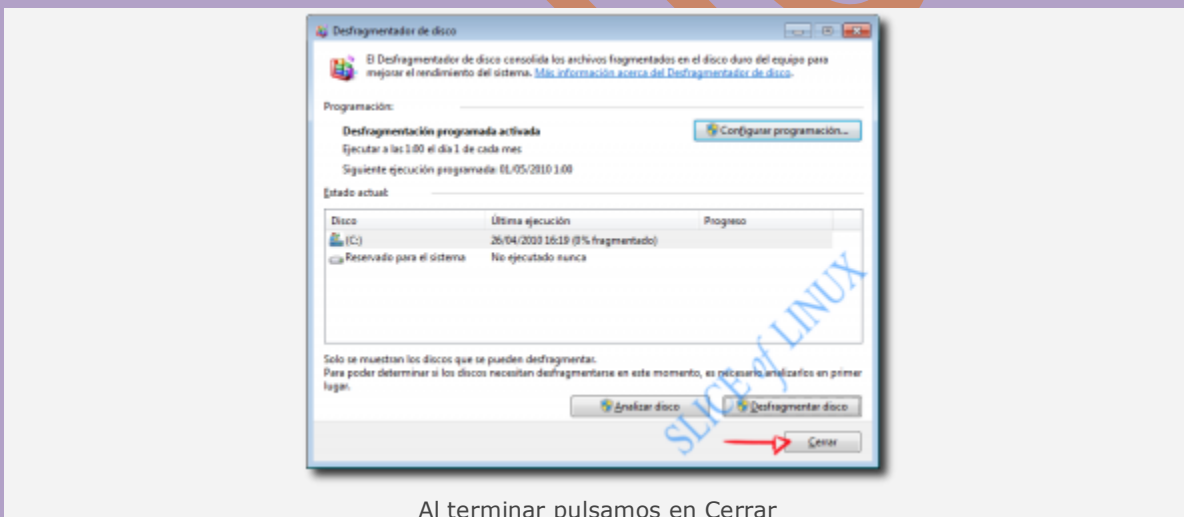 Desfragmentador de disco
El Desfragmentador de disco consolida los archivos fragmentados en el disco duro del equipo para
mejorar el rendimiento del sistema. Más información acerca del Desfragmentador de disco.
Programación:
Desfragmentación programada activada
Configurar programación...
Ejecutar a las 1:00 el día 1 de cada mes
Siguiente ejecución programada: 01/05/2010 1:00
Estado actual:
Disco Última ejecución Progreso
(C:) 26/04/2010 16:19 (0% fragmentado)
Reservado para el sistema No ejecutado nunca
Solo se muestran los discos que se pueden desfragmentar.
Para poder determinar si los discos necesitan desfragmentarse en este momento, es necesario analizarlos en primer
lugar.
Analizar disco Desfragmentar disco
SLICE of LINUX
Cerrar
Al terminar pulsamos en Cerrar